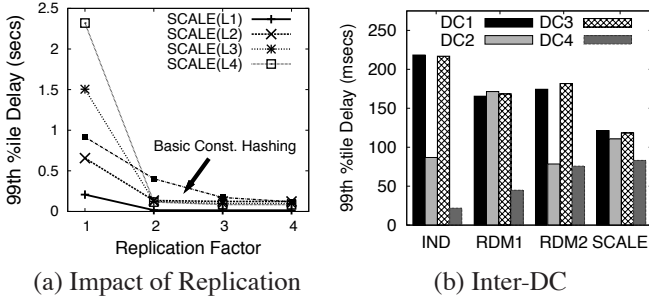 99th %ile Delay (secs)
2.5
2
1.5
1
0.5
0
SCALE(L1)
SCALE(L2)
SCALE(L3)
SCALE(L4)
Basic Const. Hashing
1 2 3 4
Replication Factor
(a) Impact of Replication
99th %tile Delay (msecs)
250
200
150
100
50
0
DC1 DC3
DC2 DC4
IND RDM1 RDM2 SCALE
(b) Inter-DC